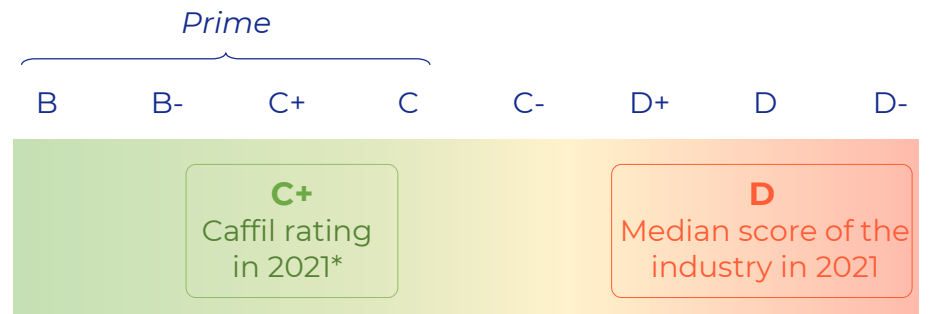 Prime
B B- C+ C C- D+ D D-
C+
Caffil rating
in 2021*
D
Median score of the
industry in 2021